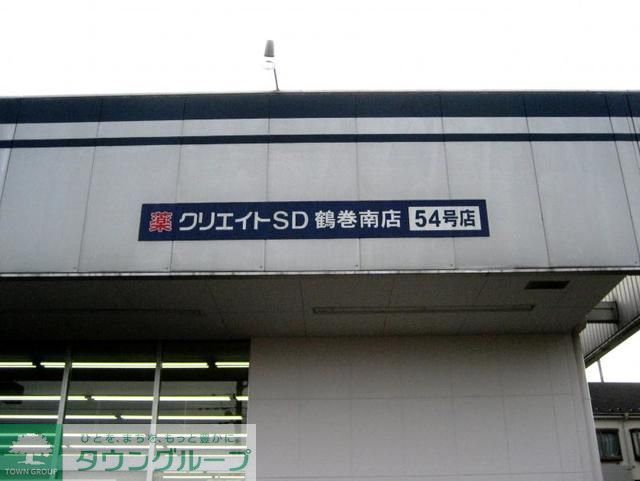 薬 クリエイトSD 鶴巻南店 54号店
ひとを、まちを、もっと豊かに。
TOWN GROUP タウングループ